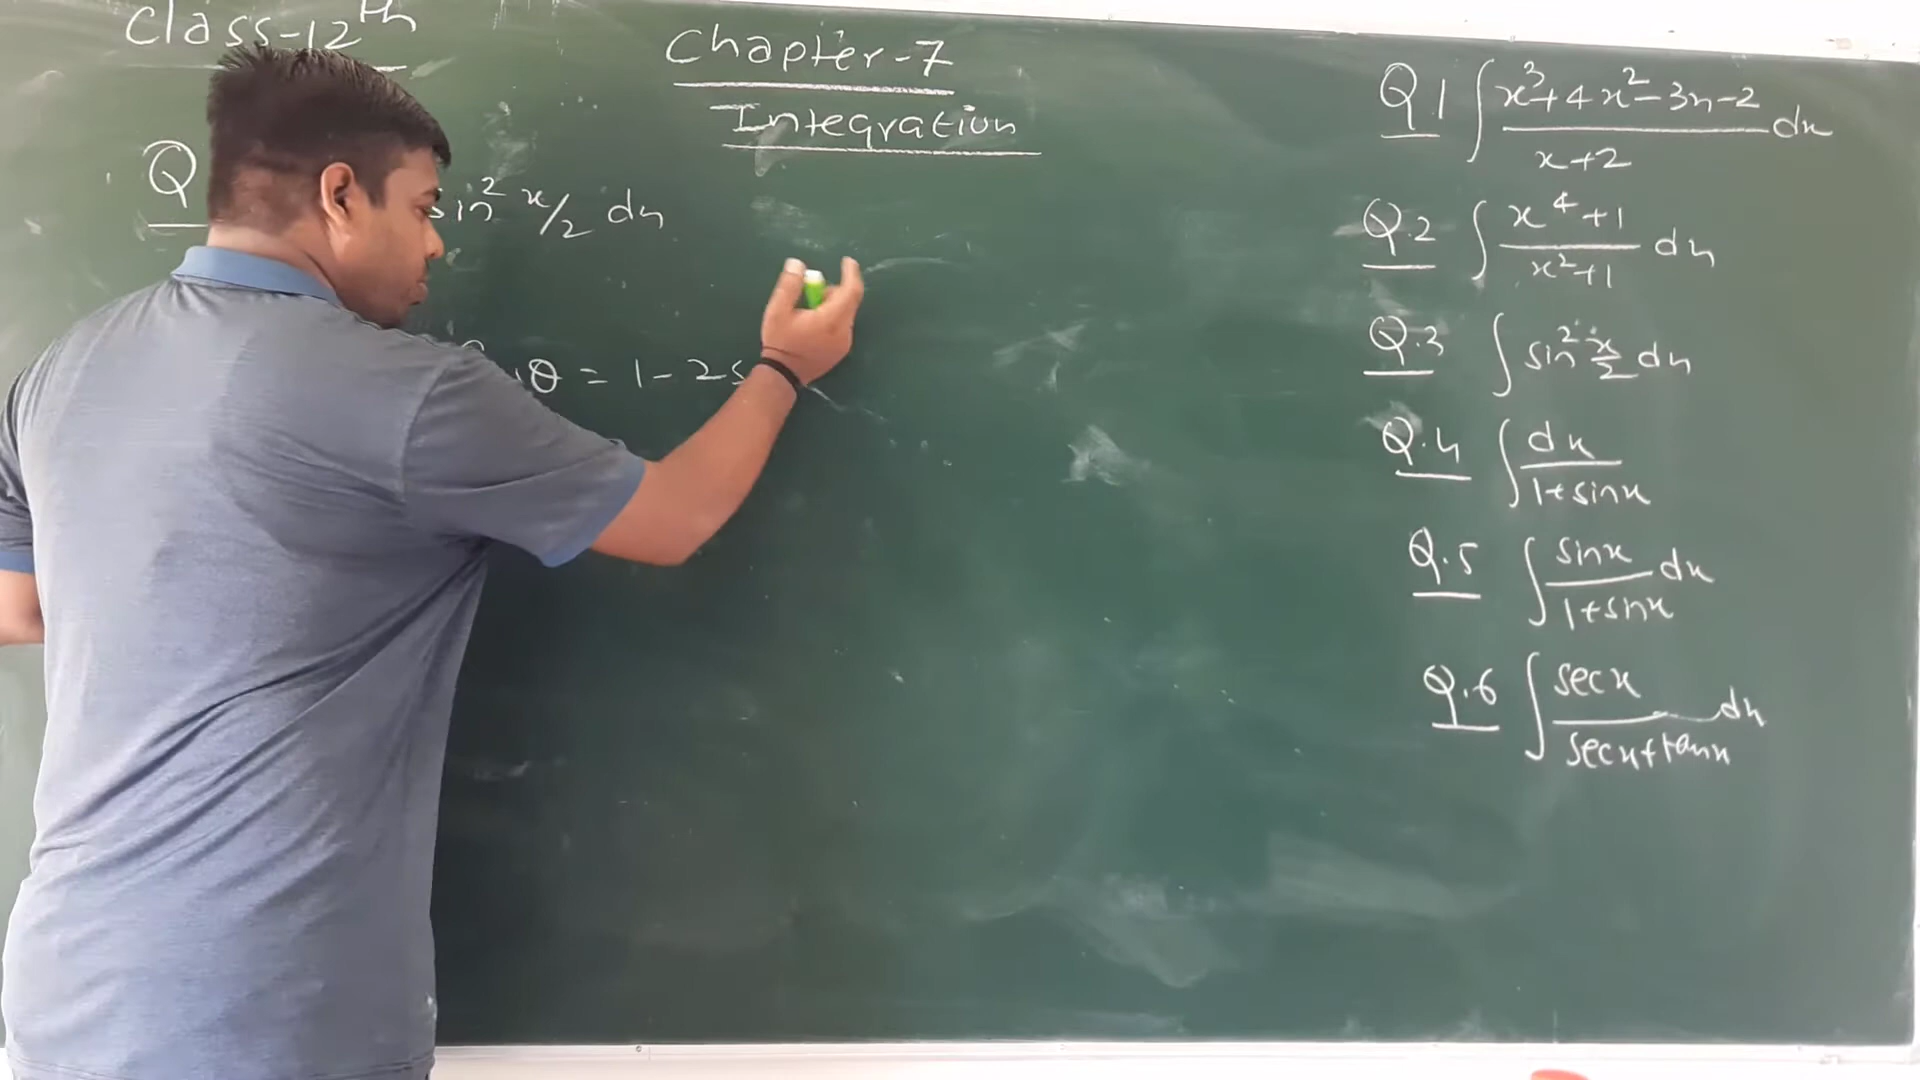 Class-12th
Chapter-7
Integration
Q
sin² x/2 dx
θ = 1 - 2s
Q.1 ∫ (x³+4x²-3x-2)/(x+2) dx
Q.2 ∫ (x⁴+1)/(x²+1) dx
Q.3 ∫ sin² x/2 dx
Q.4 ∫ dx/(1+sinx)
Q.5 ∫ sinx/(1+sinx) dx
Q.6 ∫ secx/(secx+tanx) dx